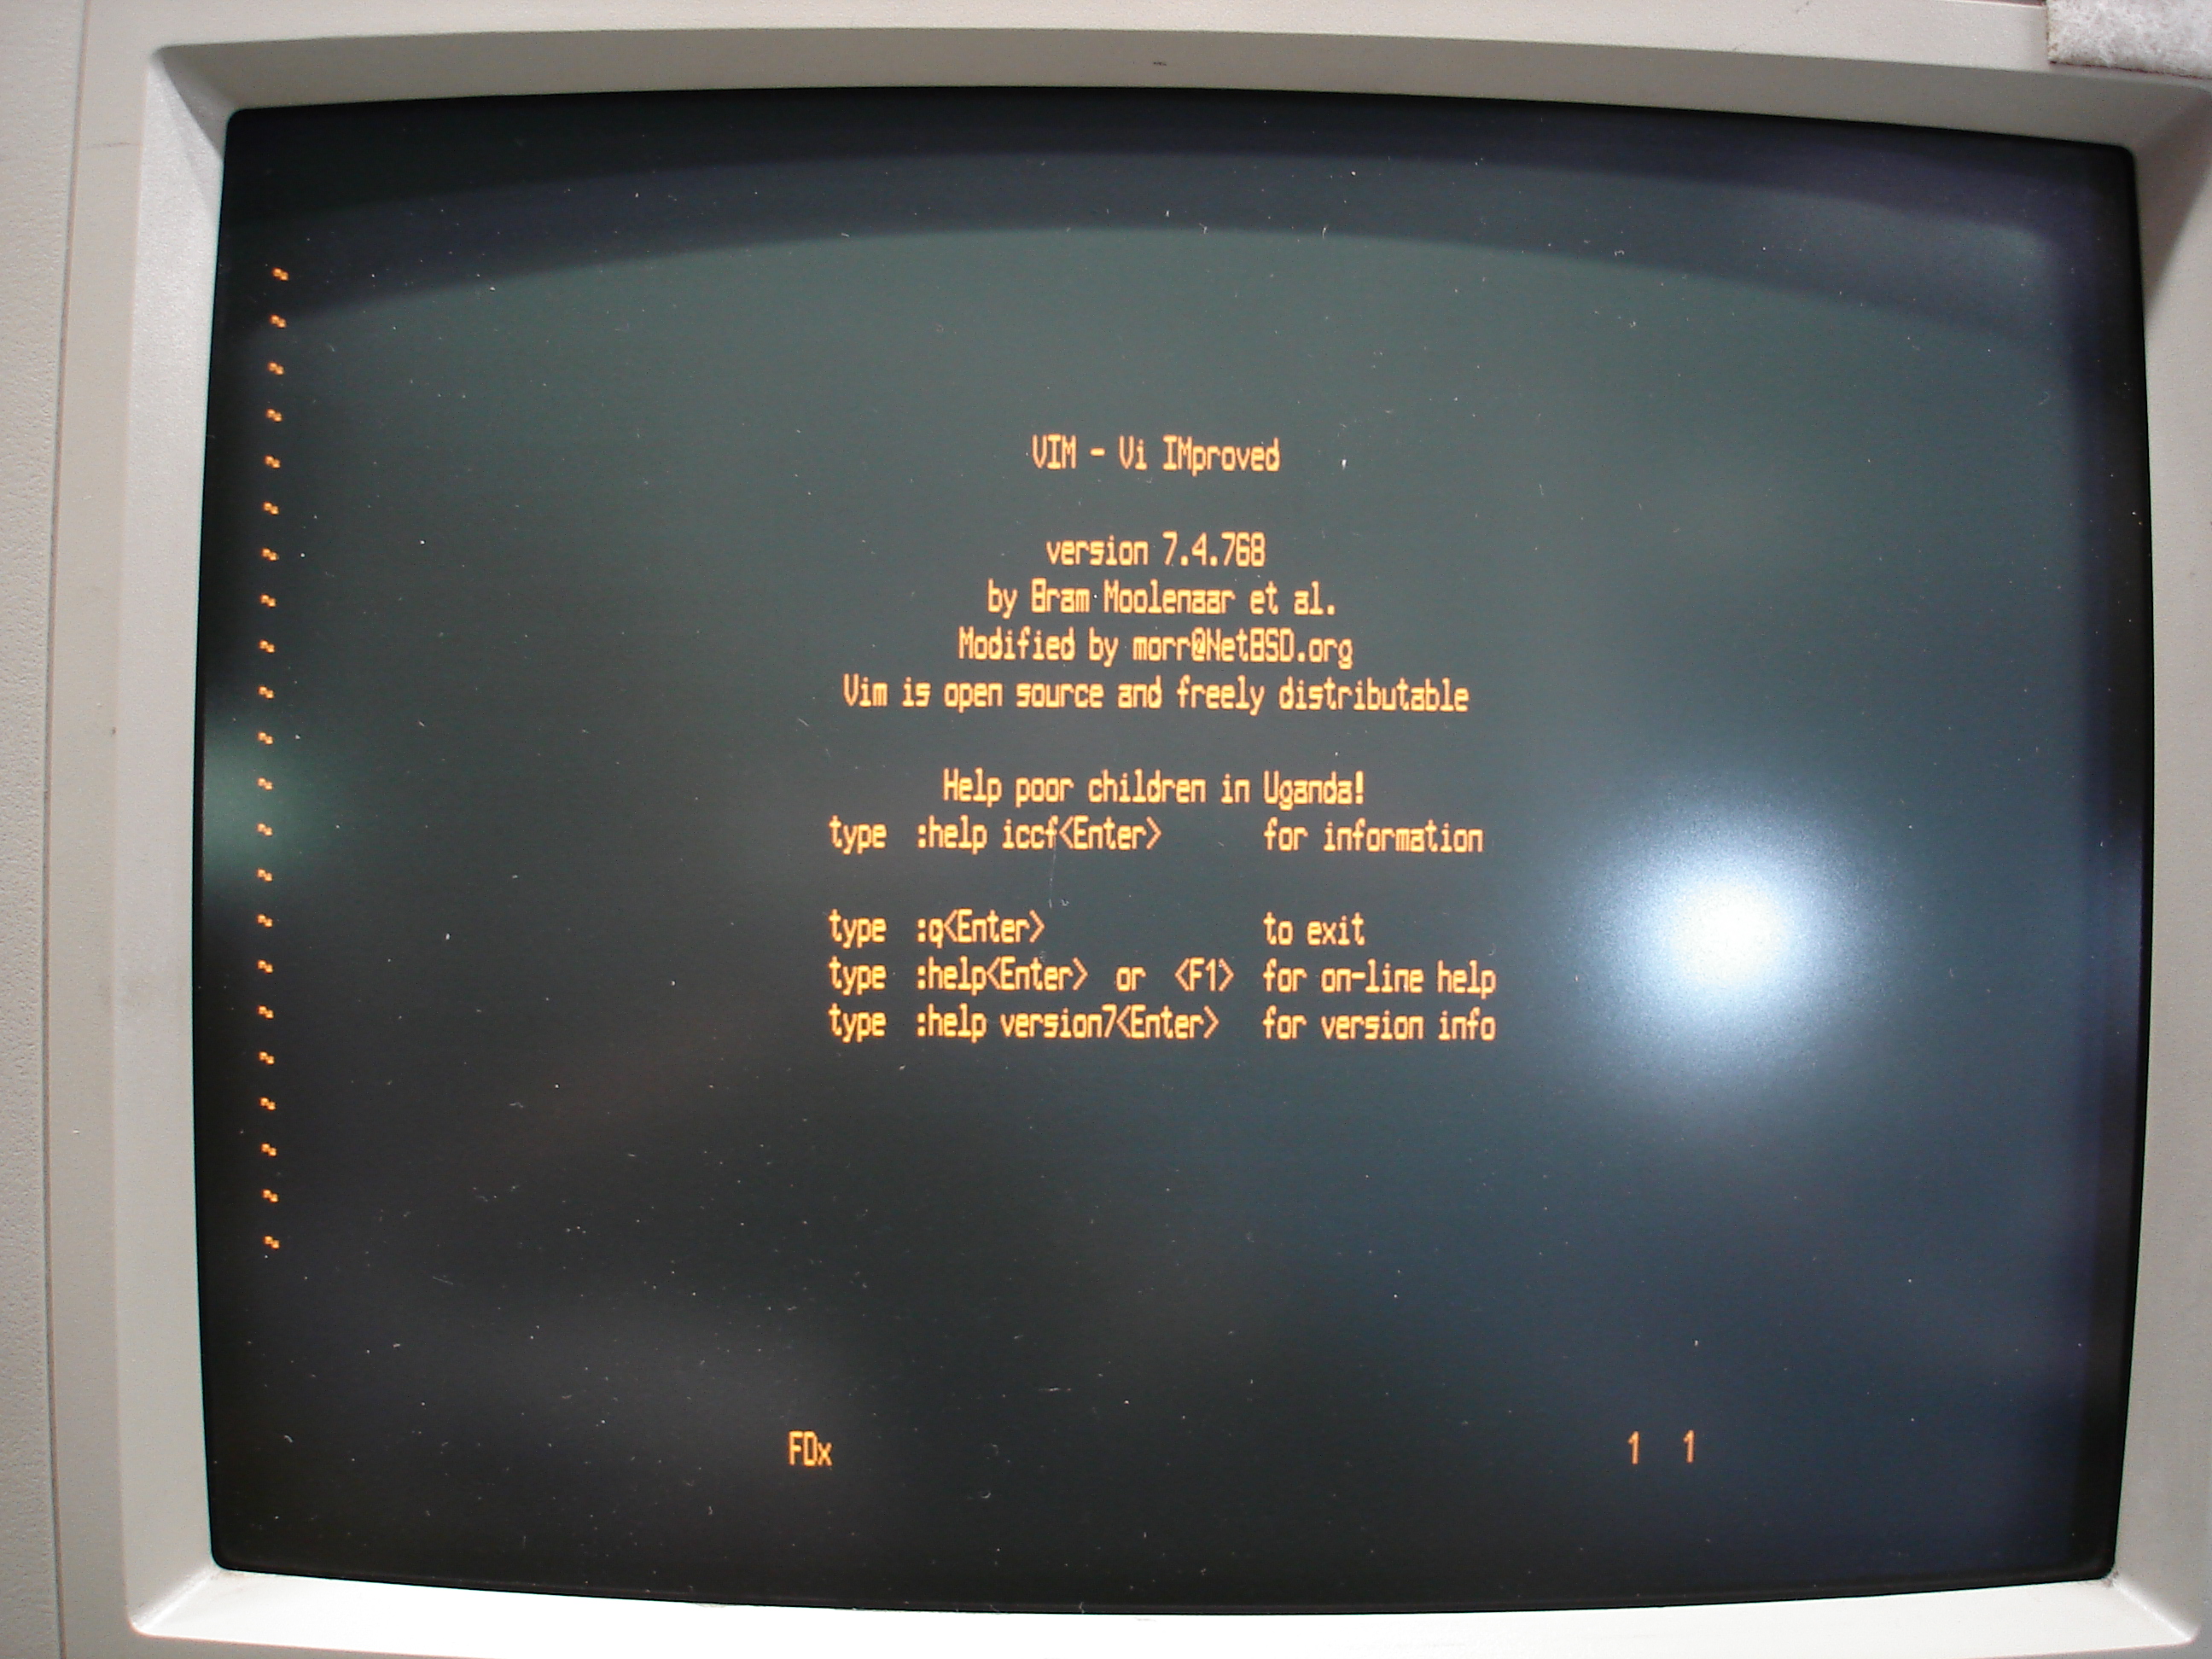 ~
~
~
~
~ VIM - Vi IMproved
~
~ version 7.4.768
~ by Bram Moolenaar et al.
~ Modified by morr@NetBSD.org
~ Vim is open source and freely distributable
~
~ Help poor children in Uganda!
~ type :help iccf<Enter> for information
~
~ type :q<Enter> to exit
~ type :help<Enter> or <F1> for on-line help
~ type :help version7<Enter> for version info
~
~
~
~
~
FDx 1 1